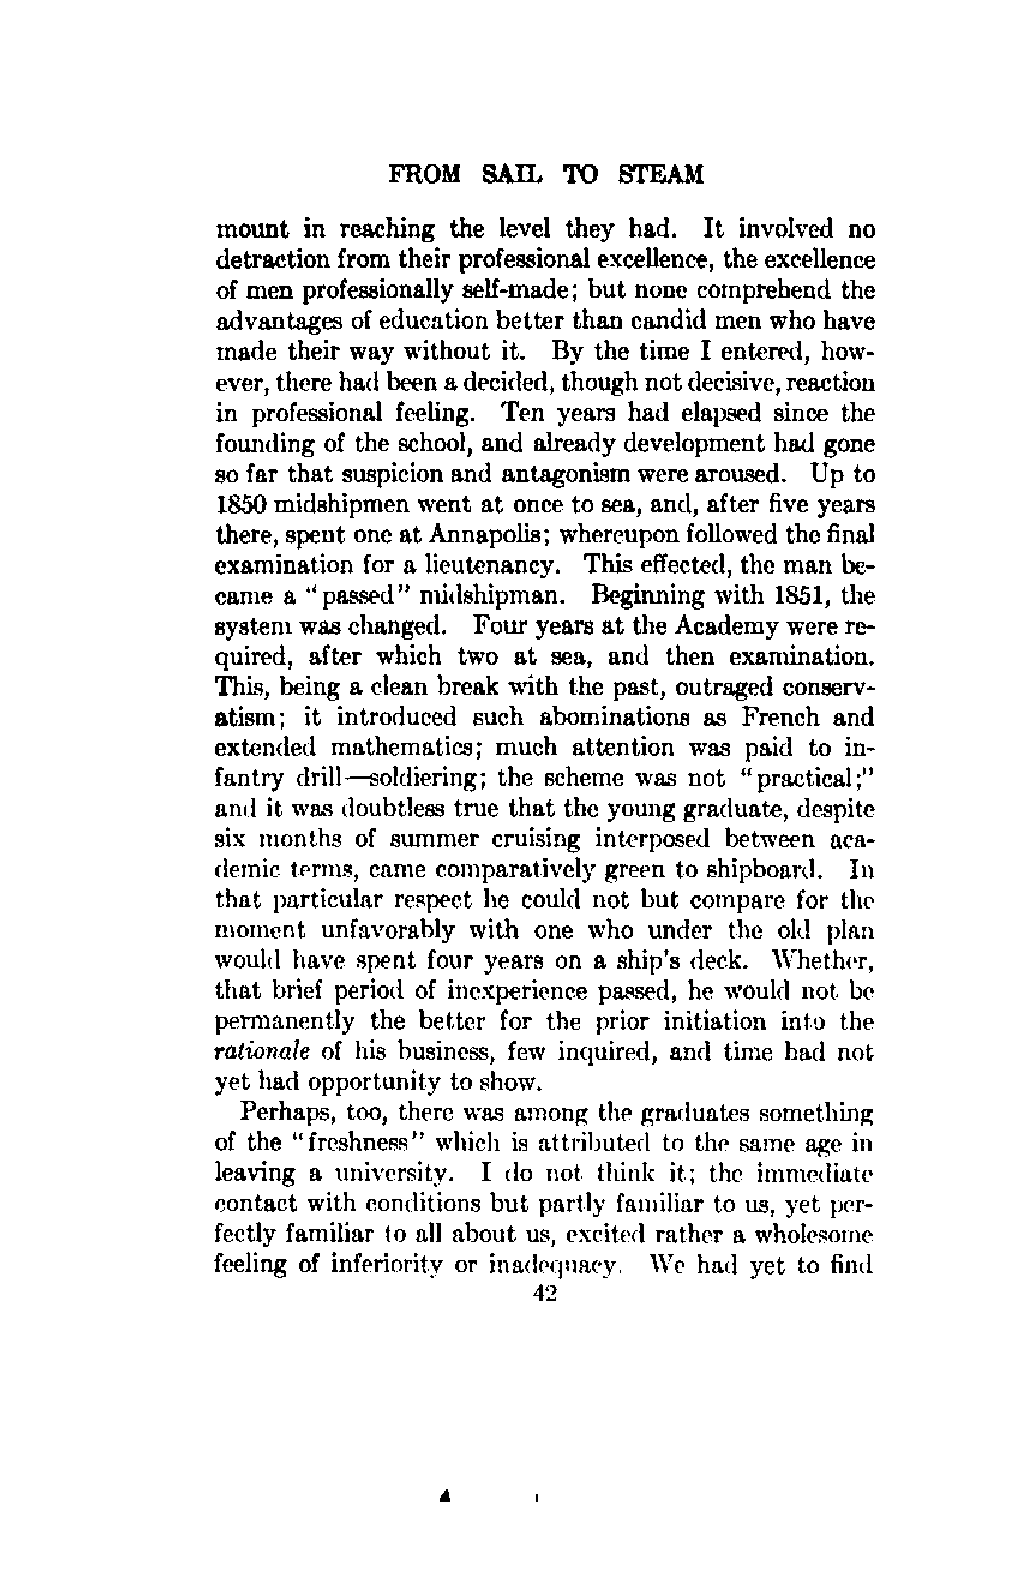 FROM SAIL TO STEAM
mount in reaching the level they had. It involved no
detraction from their professional excellence, the excellence
of men professionally self-made; but none comprehend the
advantages of education better than candid men who have
made their way without it. By the time I entered, how-
ever, there had been a decided, though not decisive, reaction
in professional feeling. Ten years had elapsed since the
founding of the school, and already development had gone
so far that suspicion and antagonism were aroused. Up to
1850 midshipmen went at once to sea, and, after five years
there, spent one at Annapolis; whereupon followed the final
examination for a lieutenancy. This effected, the man be-
came a "passed" midshipman. Beginning with 1851, the
system was changed. Four years at the Academy were re-
quired, after which two at sea, and then examination.
This, being a clean break with the past, outraged conserv-
atism; it introduced such abominations as French and
extended mathematics; much attention was paid to in-
fantry drill—soldiering; the scheme was not "practical;"
and it was doubtless true that the young graduate, despite
six months of summer cruising interposed between aca-
demic terms, came comparatively green to shipboard. In
that particular respect he could not but compare for the
moment unfavorably with one who under the old plan
would have spent four years on a ship's deck. Whether,
that brief period of inexperience passed, he would not be
permanently the better for the prior initiation into the
rationale of his business, few inquired, and time had not
yet had opportunity to show.
Perhaps, too, there was among the graduates something
of the "freshness" which is attributed to the same age in
leaving a university. I do not think it; the immediate
contact with conditions but partly familiar to us, yet per-
fectly familiar to all about us, excited rather a wholesome
feeling of inferiority or inadequacy. We had yet to find
42